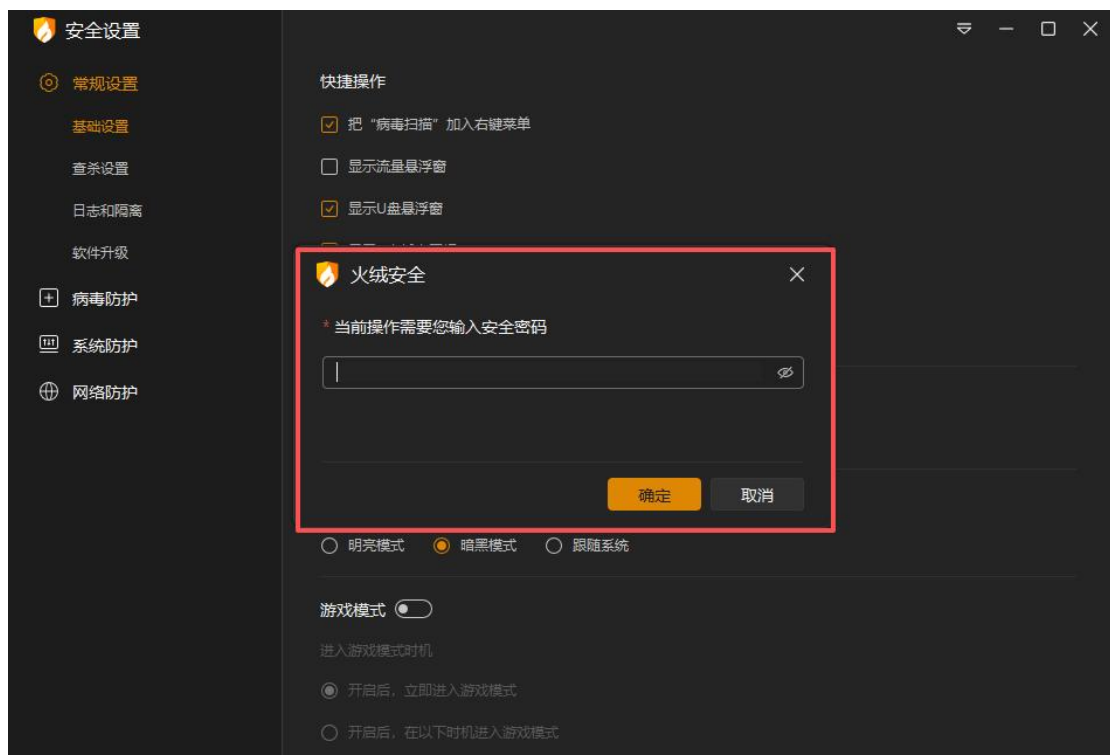 安全设置
常规设置
基础设置
查杀设置
日志和隔离
软件升级
病毒防护
系统防护
网络防护
快捷操作
把“病毒扫描”加入右键菜单
显示流量悬浮窗
显示U盘悬浮窗
火绒安全
* 当前操作需要您输入安全密码
确定
取消
明亮模式
暗黑模式
跟随系统
游戏模式
进入游戏模式时机
开启后，立即进入游戏模式
开启后，在以下时机进入游戏模式